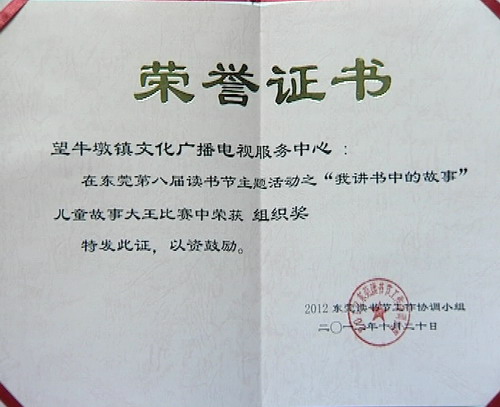 荣誉证书
望牛墩镇文化广播电视服务中心：
在东莞第八届读书节主题活动之“我讲书中的故事”
儿童故事大王比赛中荣获 组织奖
特发此证，以资鼓励。
2012东莞读书节工作协调小组
二〇一二年十月二十日